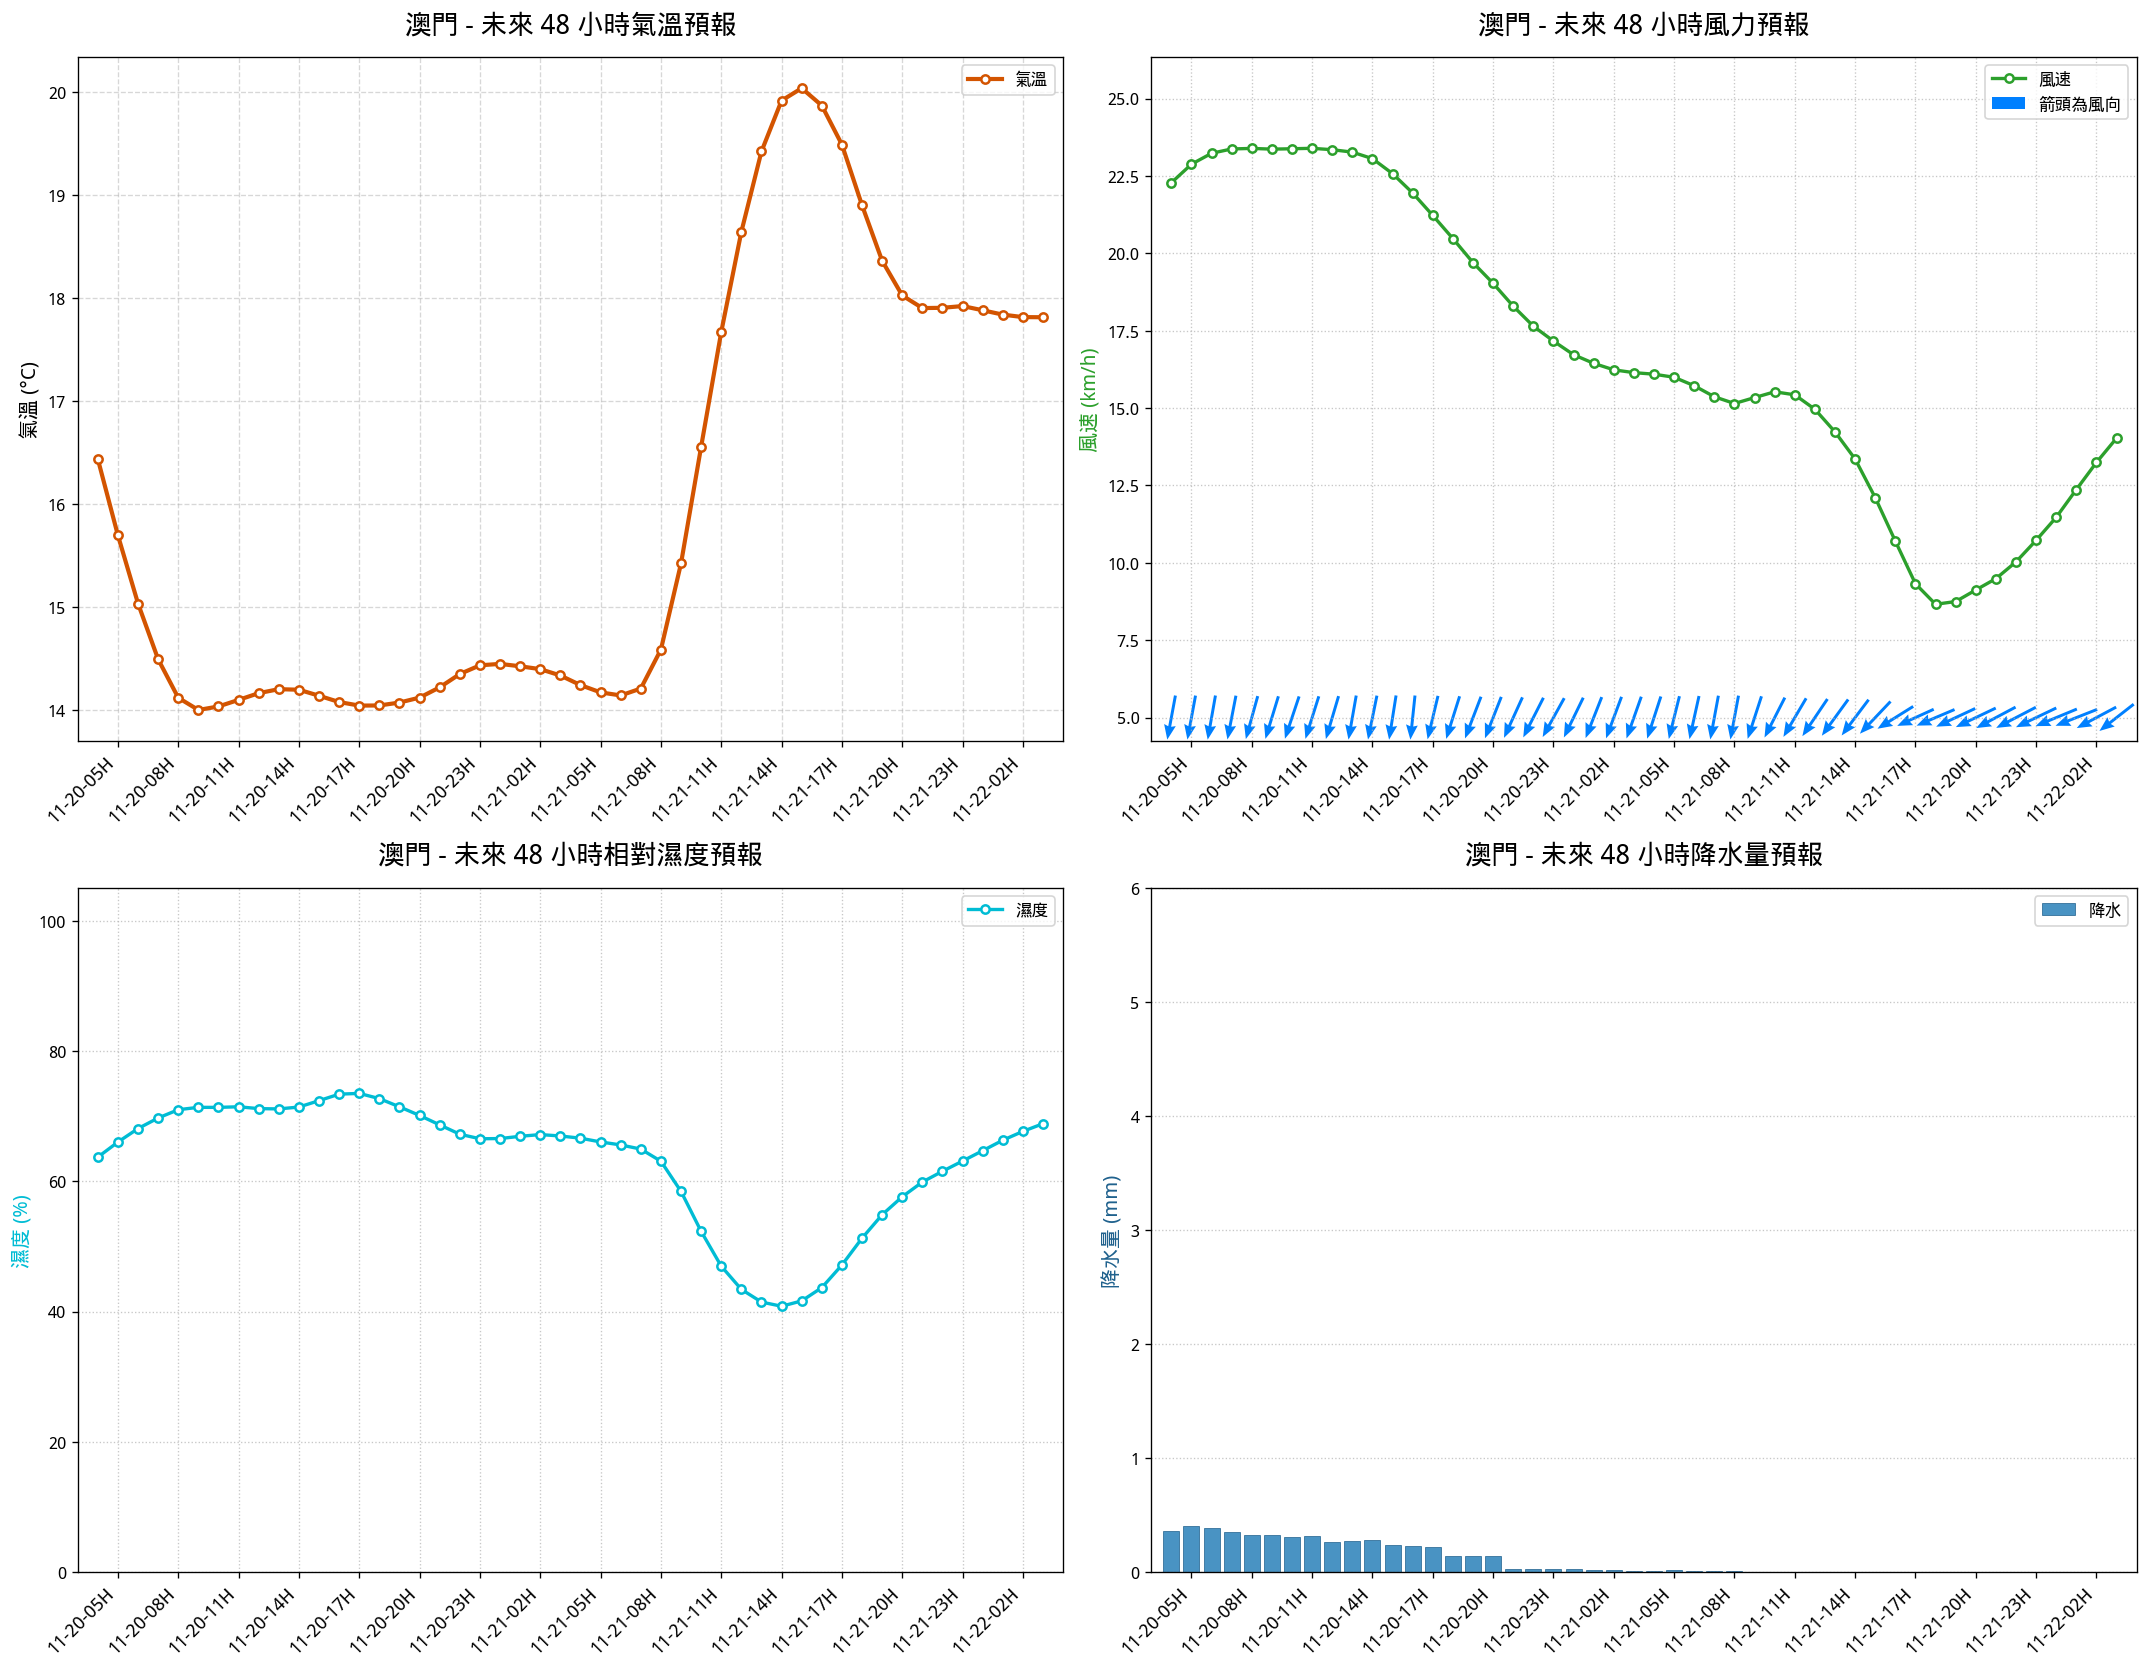 澳門 - 未來 48 小時氣溫預報
氣溫
20
19
18
17
16
15
14
氣溫 (°C)
11-20-05H
11-20-08H
11-20-11H
11-20-14H
11-20-17H
11-20-20H
11-20-23H
11-21-02H
11-21-05H
11-21-08H
11-21-11H
11-21-14H
11-21-17H
11-21-20H
11-21-23H
11-22-02H
澳門 - 未來 48 小時風力預報
風速
箭頭為風向
25.0
22.5
20.0
17.5
15.0
12.5
10.0
7.5
5.0
風速 (km/h)
11-20-05H
11-20-08H
11-20-11H
11-20-14H
11-20-17H
11-20-20H
11-20-23H
11-21-02H
11-21-05H
11-21-08H
11-21-11H
11-21-14H
11-21-17H
11-21-20H
11-21-23H
11-22-02H
澳門 - 未來 48 小時相對濕度預報
濕度
100
80
60
40
20
0
濕度 (%)
11-20-05H
11-20-08H
11-20-11H
11-20-14H
11-20-17H
11-20-20H
11-20-23H
11-21-02H
11-21-05H
11-21-08H
11-21-11H
11-21-14H
11-21-17H
11-21-20H
11-21-23H
11-22-02H
澳門 - 未來 48 小時降水量預報
降水
6
5
4
3
2
1
0
降水量 (mm)
11-20-05H
11-20-08H
11-20-11H
11-20-14H
11-20-17H
11-20-20H
11-20-23H
11-21-02H
11-21-05H
11-21-08H
11-21-11H
11-21-14H
11-21-17H
11-21-20H
11-21-23H
11-22-02H